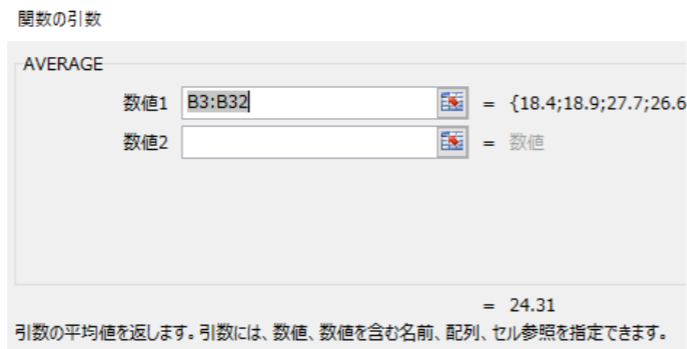 関数の引数
AVERAGE
数値1 B3:B32 = {18.4;18.9;27.7;26.6
数値2 = 数値
= 24.31
引数の平均値を返します。引数には、数値、数値を含む名前、配列、セル参照を指定できます。